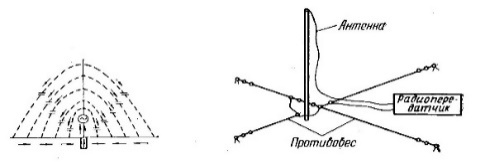 Антенна
Радиопере-
датчик
Противовес